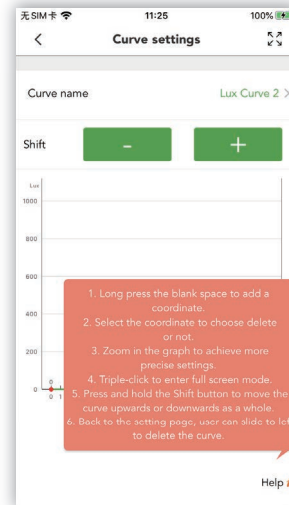 无SIM卡 11:25 100%
Curve settings
Curve name Lux Curve 2
Shift - +
Lux
1000
800
600
400
200
0
0
0 1
1. Long press the blank space to add a
coordinate.
2. Select the coordinate to choose delete
or not.
3. Zoom in the graph to achieve more
precise settings.
4. Triple-click to enter full screen mode.
5. Press and hold the Shift button to move the
curve upwards or downwards as a whole.
6. Back to the setting page, user can slide to lef
to delete the curve.
Help